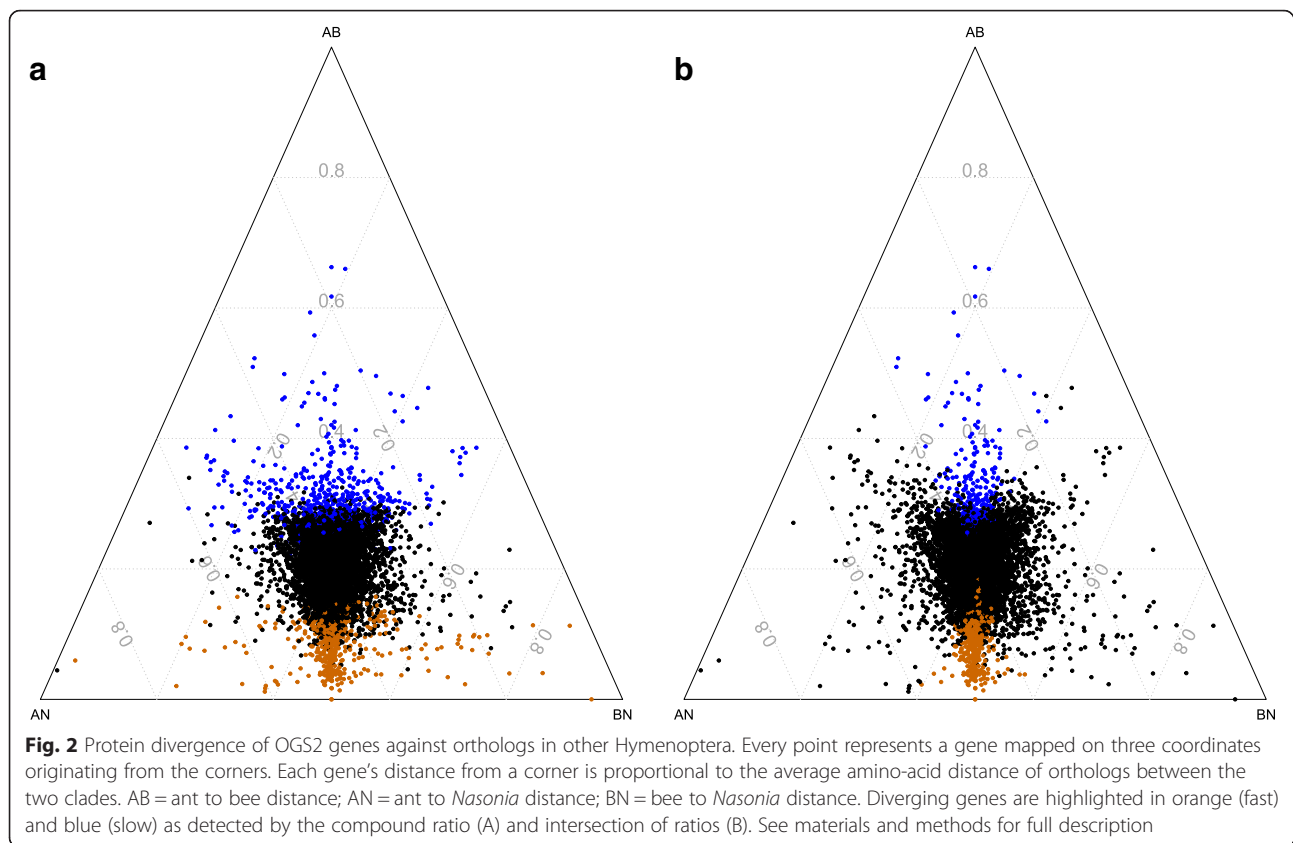 a
AB
0.8
0.6
0.4
0.2
0.2
0.4
0.6
0.6
0.8
0.8
AN
BN
b
AB
0.8
0.6
0.4
0.2
0.2
0.6
0.6
0.8
0.8
AN
BN
Fig. 2 Protein divergence of OGS2 genes against orthologs in other Hymenoptera. Every point represents a gene mapped on three coordinates
originating from the corners. Each gene's distance from a corner is proportional to the average amino-acid distance of orthologs between the
two clades. AB = ant to bee distance; AN = ant to Nasonia distance; BN = bee to Nasonia distance. Diverging genes are highlighted in orange (fast)
and blue (slow) as detected by the compound ratio (A) and intersection of ratios (B). See materials and methods for full description